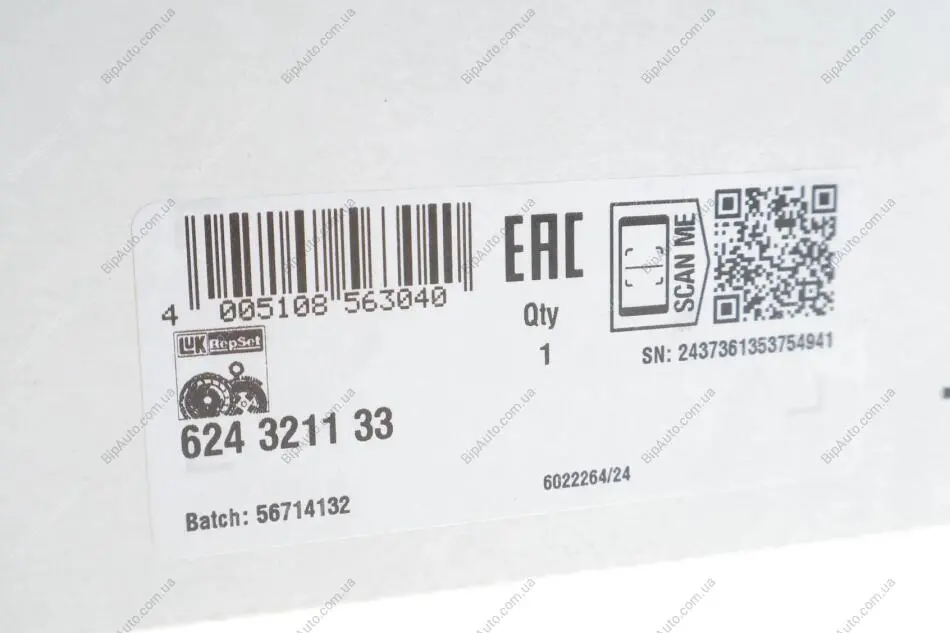 4 005108 563040
EAC
Qty
1
SCAN ME
SN: 2437361353754941
LUK RepSet
624 3211 33
6022264/24
Batch: 56714132
BipAuto.com.ua